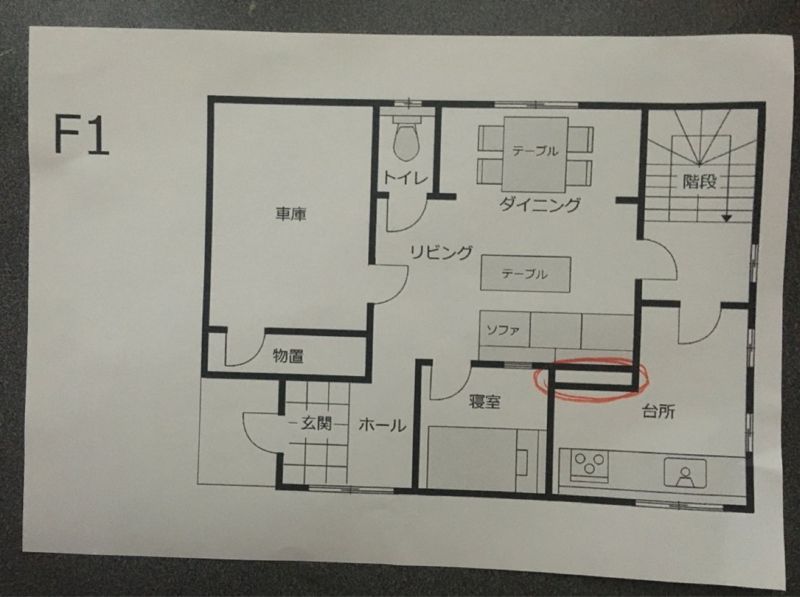 F1
テーブル
トイレ
階段
ダイニング
車庫
リビング
テーブル
ソファ
物置
寝室
台所
玄関
ホール